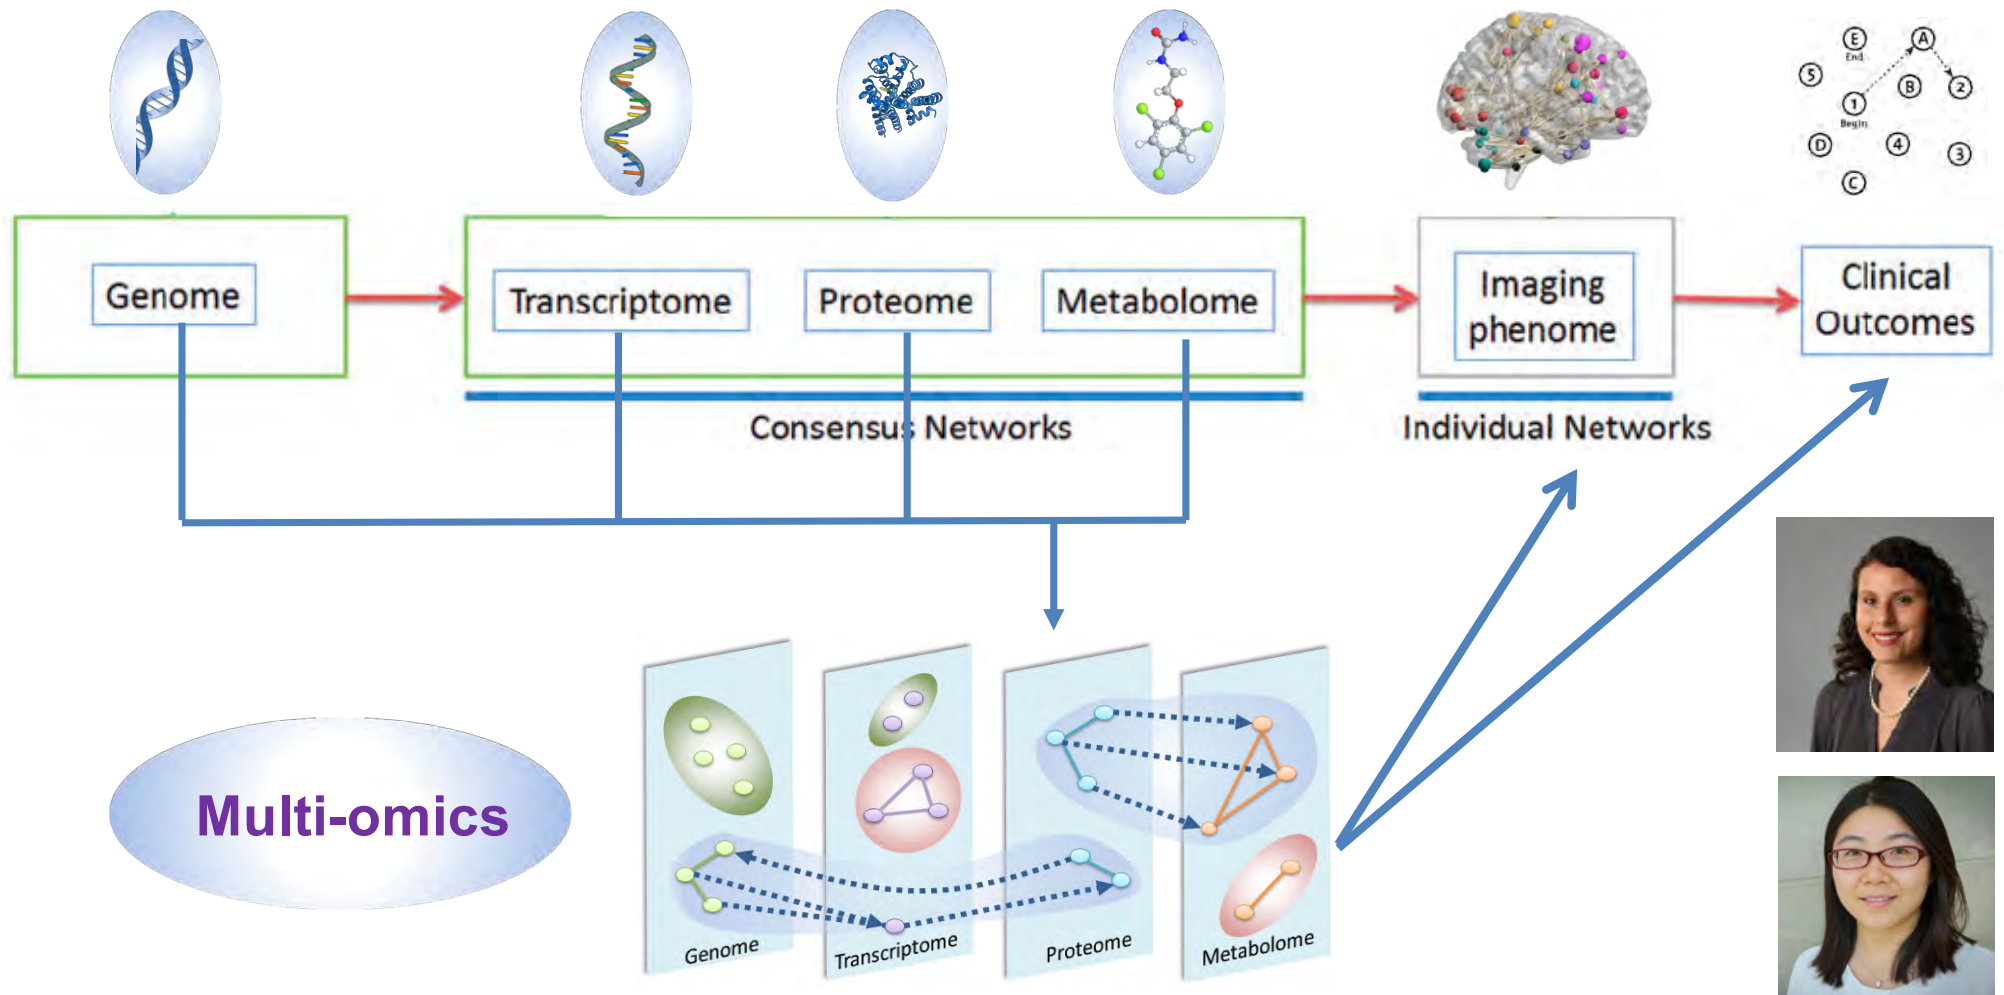 E
End
A
5
B
2
1
Begin
D
4
3
C
Genome
Transcriptome
Proteome
Metabolome
Imaging
phenome
Clinical
Outcomes
Consensus Networks
Individual Networks
Multi-omics
Genome
Transcriptome
Proteome
Metabolome